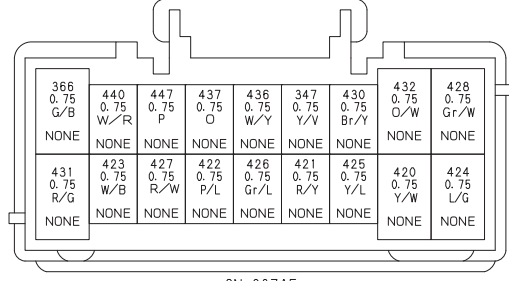 366
0.75
G/B
NONE
440
0.75
W/R
NONE
447
0.75
P
NONE
437
0.75
O
NONE
436
0.75
W/Y
NONE
347
0.75
Y/V
NONE
430
0.75
Br/Y
NONE
432
0.75
O/W
NONE
428
0.75
Gr/W
NONE
431
0.75
R/G
NONE
423
0.75
W/B
NONE
427
0.75
R/W
NONE
422
0.75
P/L
NONE
426
0.75
Gr/L
NONE
421
0.75
R/Y
NONE
425
0.75
Y/L
NONE
420
0.75
Y/W
NONE
424
0.75
L/G
NONE